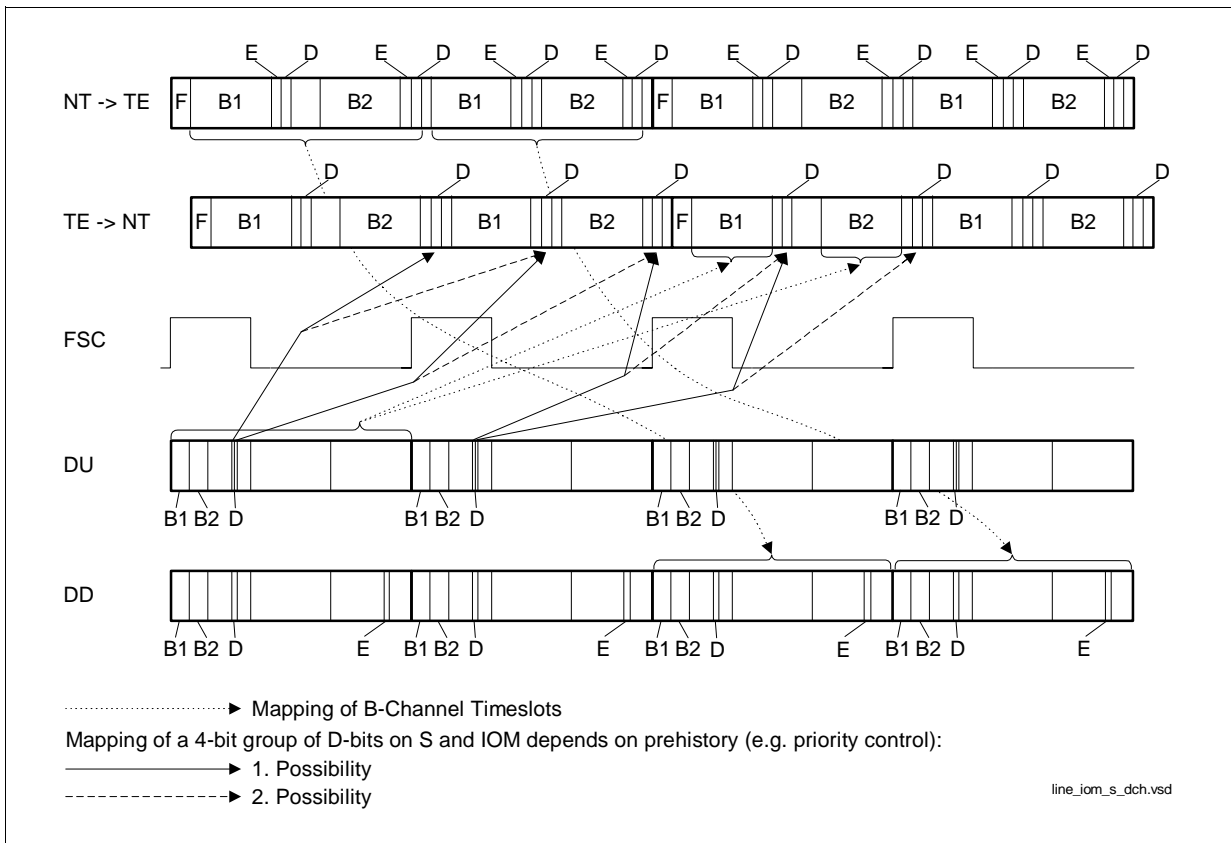 E D E D E D E D E D E D E D E D
NT -> TE F B1 B2 B1 B2 F B1 B2 B1 B2
D D D D D D D D
TE -> NT F B1 B2 B1 B2 F B1 B2 B1 B2
FSC
DU
B1 B2 D B1 B2 D B1 B2 D B1 B2 D
DD
B1 B2 D E B1 B2 D E B1 B2 D E B1 B2 D E
Mapping of B-Channel Timeslots
Mapping of a 4-bit group of D-bits on S and IOM depends on prehistory (e.g. priority control):
1. Possibility
2. Possibility
line_iom_s_dch.vsd